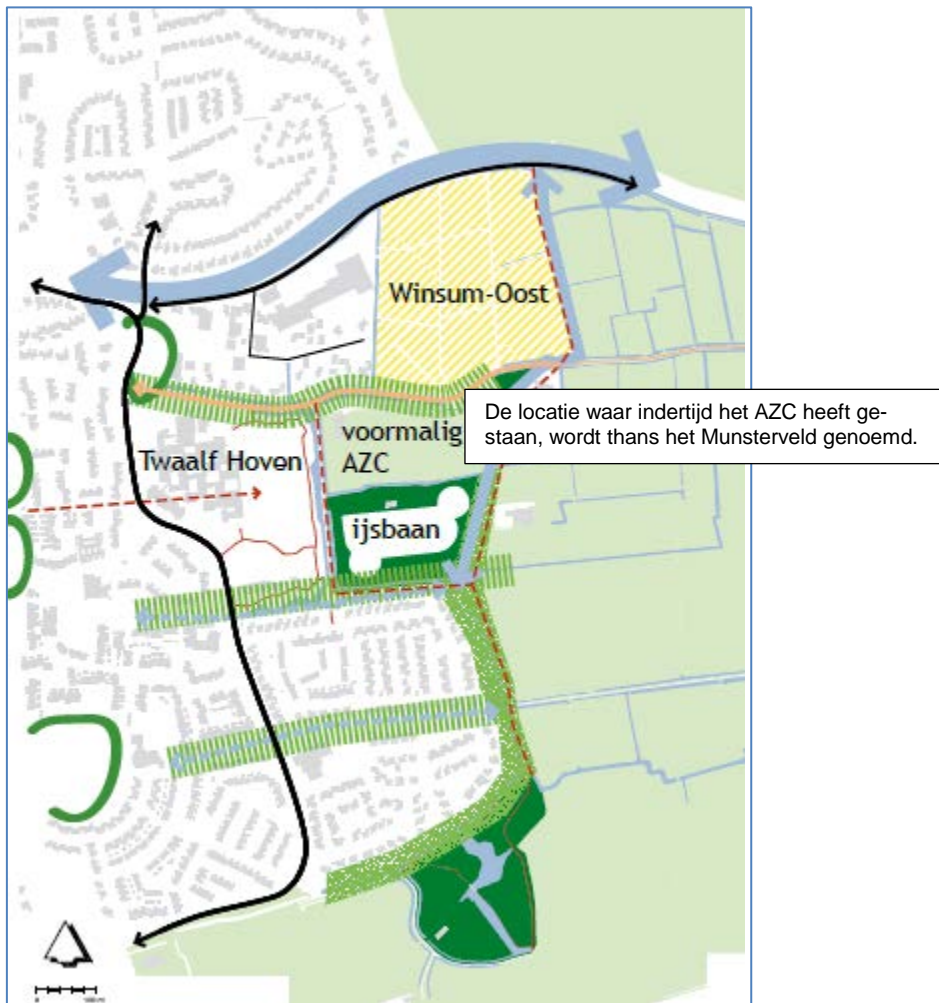 Winsum-Oost
De locatie waar indertijd het AZC heeft ge-
staan, wordt thans het Munsterveld genoemd.
voormalig
AZC
Twaalf Hoven
ijsbaan